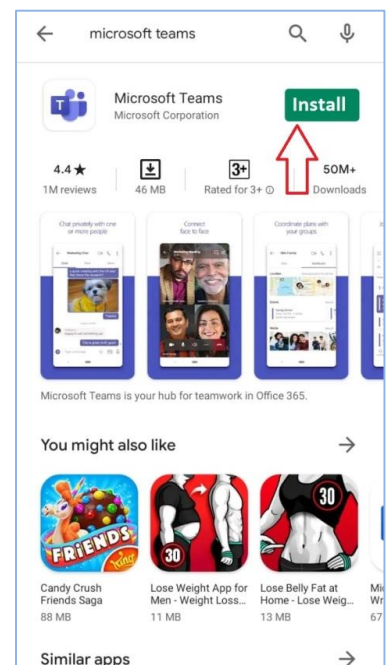 microsoft teams
Microsoft Teams
Microsoft Corporation
Install
4.4★
1M reviews
46 MB
3+
Rated for 3+
50M+
Downloads
Chat privately with one
or more people
Connect
face to face
Coordinate plans with
your groups
Microsoft Teams is your hub for teamwork in Office 365.
You might also like
FRIENDS
King
30
30
Candy Crush
Friends Saga
88 MB
Lose Weight App for
Men - Weight Loss...
11 MB
Lose Belly Fat at
Home - Lose Weig...
13 MB
Mi
67
Similar apps